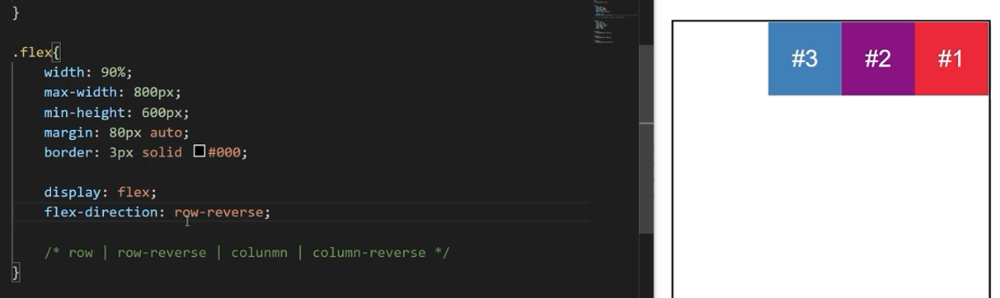 }
.flex{
width: 90%;
max-width: 800px;
min-height: 600px;
margin: 80px auto;
border: 3px solid #000;
display: flex;
flex-direction: row-reverse;
/* row | row-reverse | colunmn | column-reverse */
}
#3 #2 #1